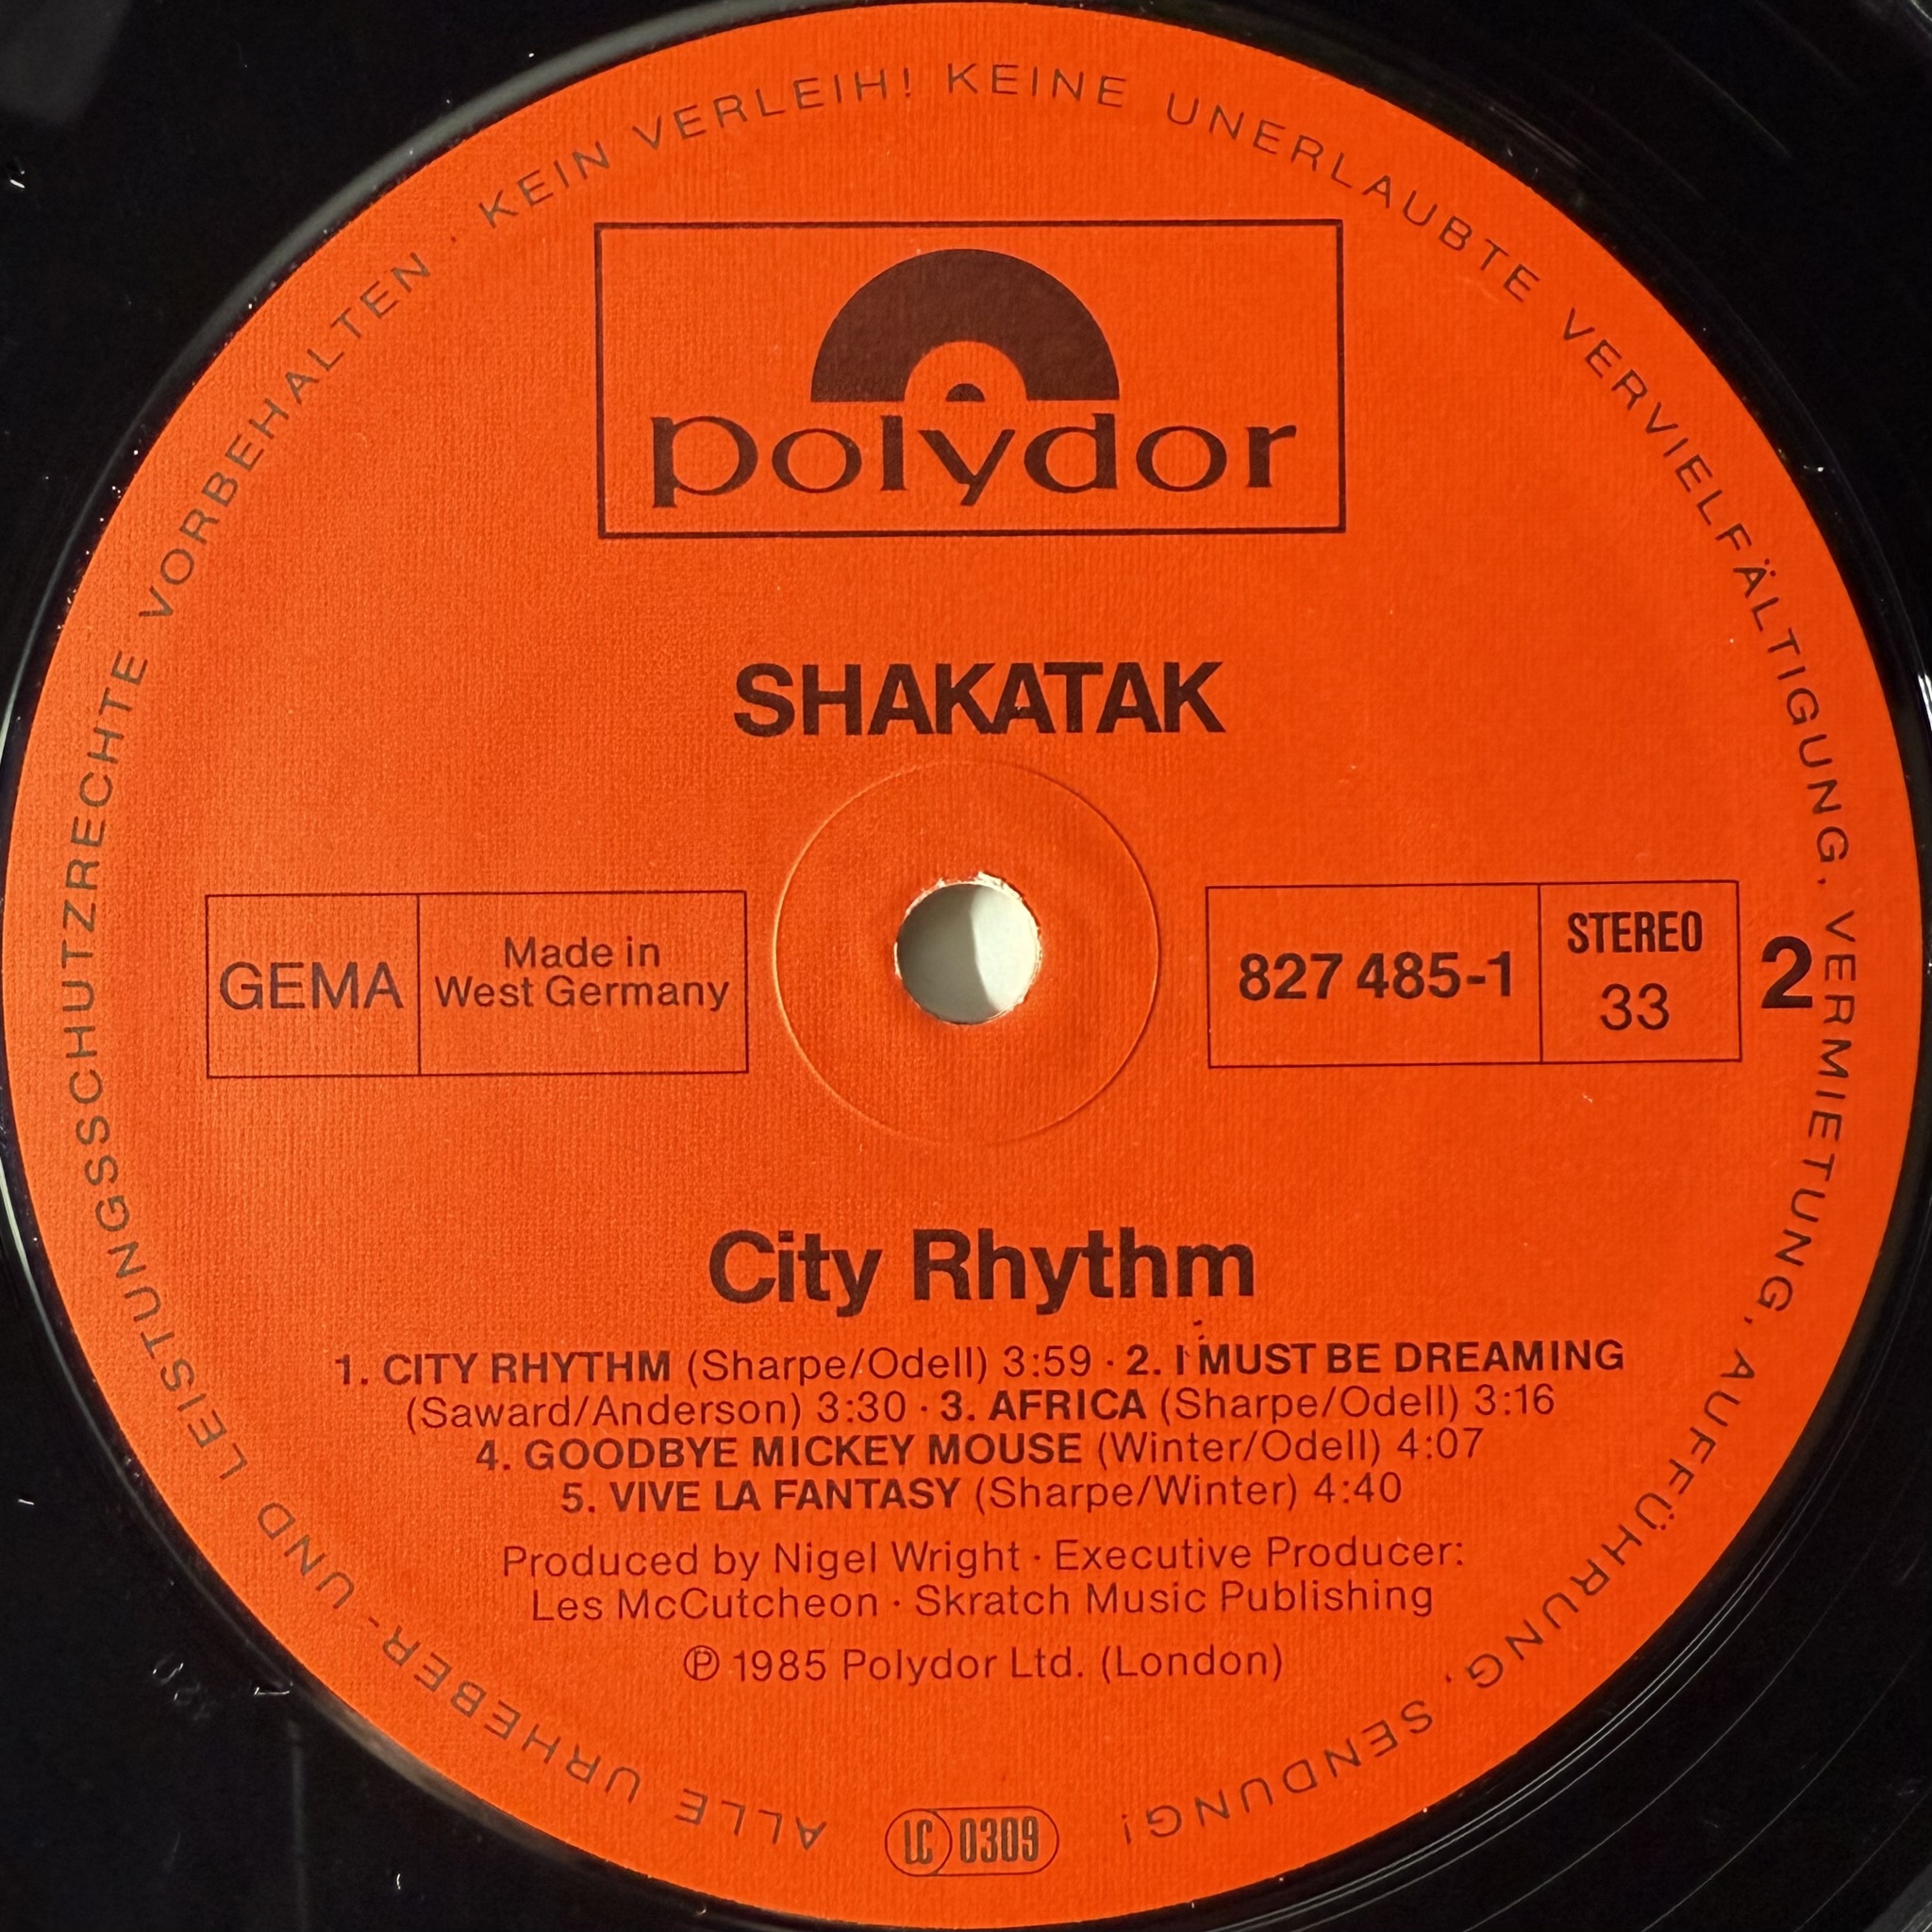 ALLE URHEBER- UND LEISTUNGSSCHUTZRECHTE VORBEHALTEN · KEIN VERLEIH! KEINE UNERLAUBTE VERVIELFÄLTIGUNG, VERMIETUNG, AUFFÜHRUNG, SENDUNG!
polydor
SHAKATAK
GEMA
Made in
West Germany
827 485-1
STEREO
33
2
City Rhythm
1. CITY RHYTHM (Sharpe/Odell) 3:59 · 2. I MUST BE DREAMING
(Saward/Anderson) 3:30 · 3. AFRICA (Sharpe/Odell) 3:16
4. GOODBYE MICKEY MOUSE (Winter/Odell) 4:07
5. VIVE LA FANTASY (Sharpe/Winter) 4:40
Produced by Nigel Wright · Executive Producer:
Les McCutcheon · Skratch Music Publishing
℗ 1985 Polydor Ltd. (London)
LC 0309